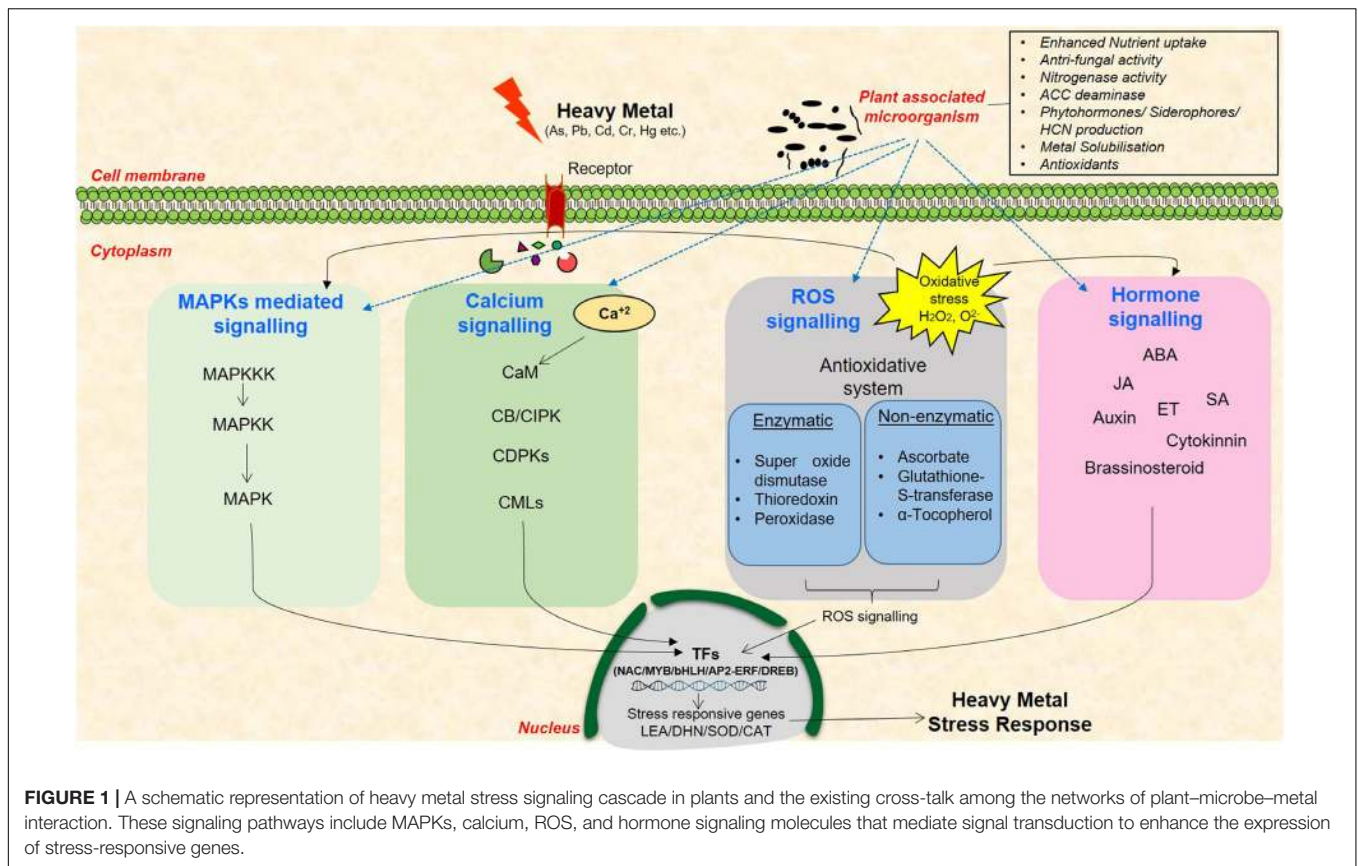 • Enhanced Nutrient uptake
• Antri-fungal activity
• Nitrogenase activity
• ACC deaminase
• Phytohormones/ Siderophores/
HCN production
• Metal Solubilisation
• Antioxidants
Plant associated
microorganism
Heavy Metal
(As, Pb, Cd, Cr, Hg etc.)
Receptor
Cell membrane
Cytoplasm
MAPKs mediated
signalling
MAPKKK
MAPKK
MAPK
Calcium
signalling
Ca+2
CaM
CB/CIPK
CDPKs
CMLs
ROS
signalling
Oxidative
stress
H2O2, O2-
Antioxidative
system
Enzymatic
• Super oxide
dismutase
• Thioredoxin
• Peroxidase
Non-enzymatic
• Ascorbate
• Glutathione-
S-transferase
• α-Tocopherol
Hormone
signalling
ABA
JA
SA
Auxin
ET
Cytokinnin
Brassinosteroid
ROS signalling
TFs
(NAC/MYB/bHLH/AP2-ERF/DREB)
Stress responsive genes
LEA/DHN/SOD/CAT
Nucleus
Heavy Metal
Stress Response
FIGURE 1 | A schematic representation of heavy metal stress signaling cascade in plants and the existing cross-talk among the networks of plant–microbe–metal
interaction. These signaling pathways include MAPKs, calcium, ROS, and hormone signaling molecules that mediate signal transduction to enhance the expression
of stress-responsive genes.